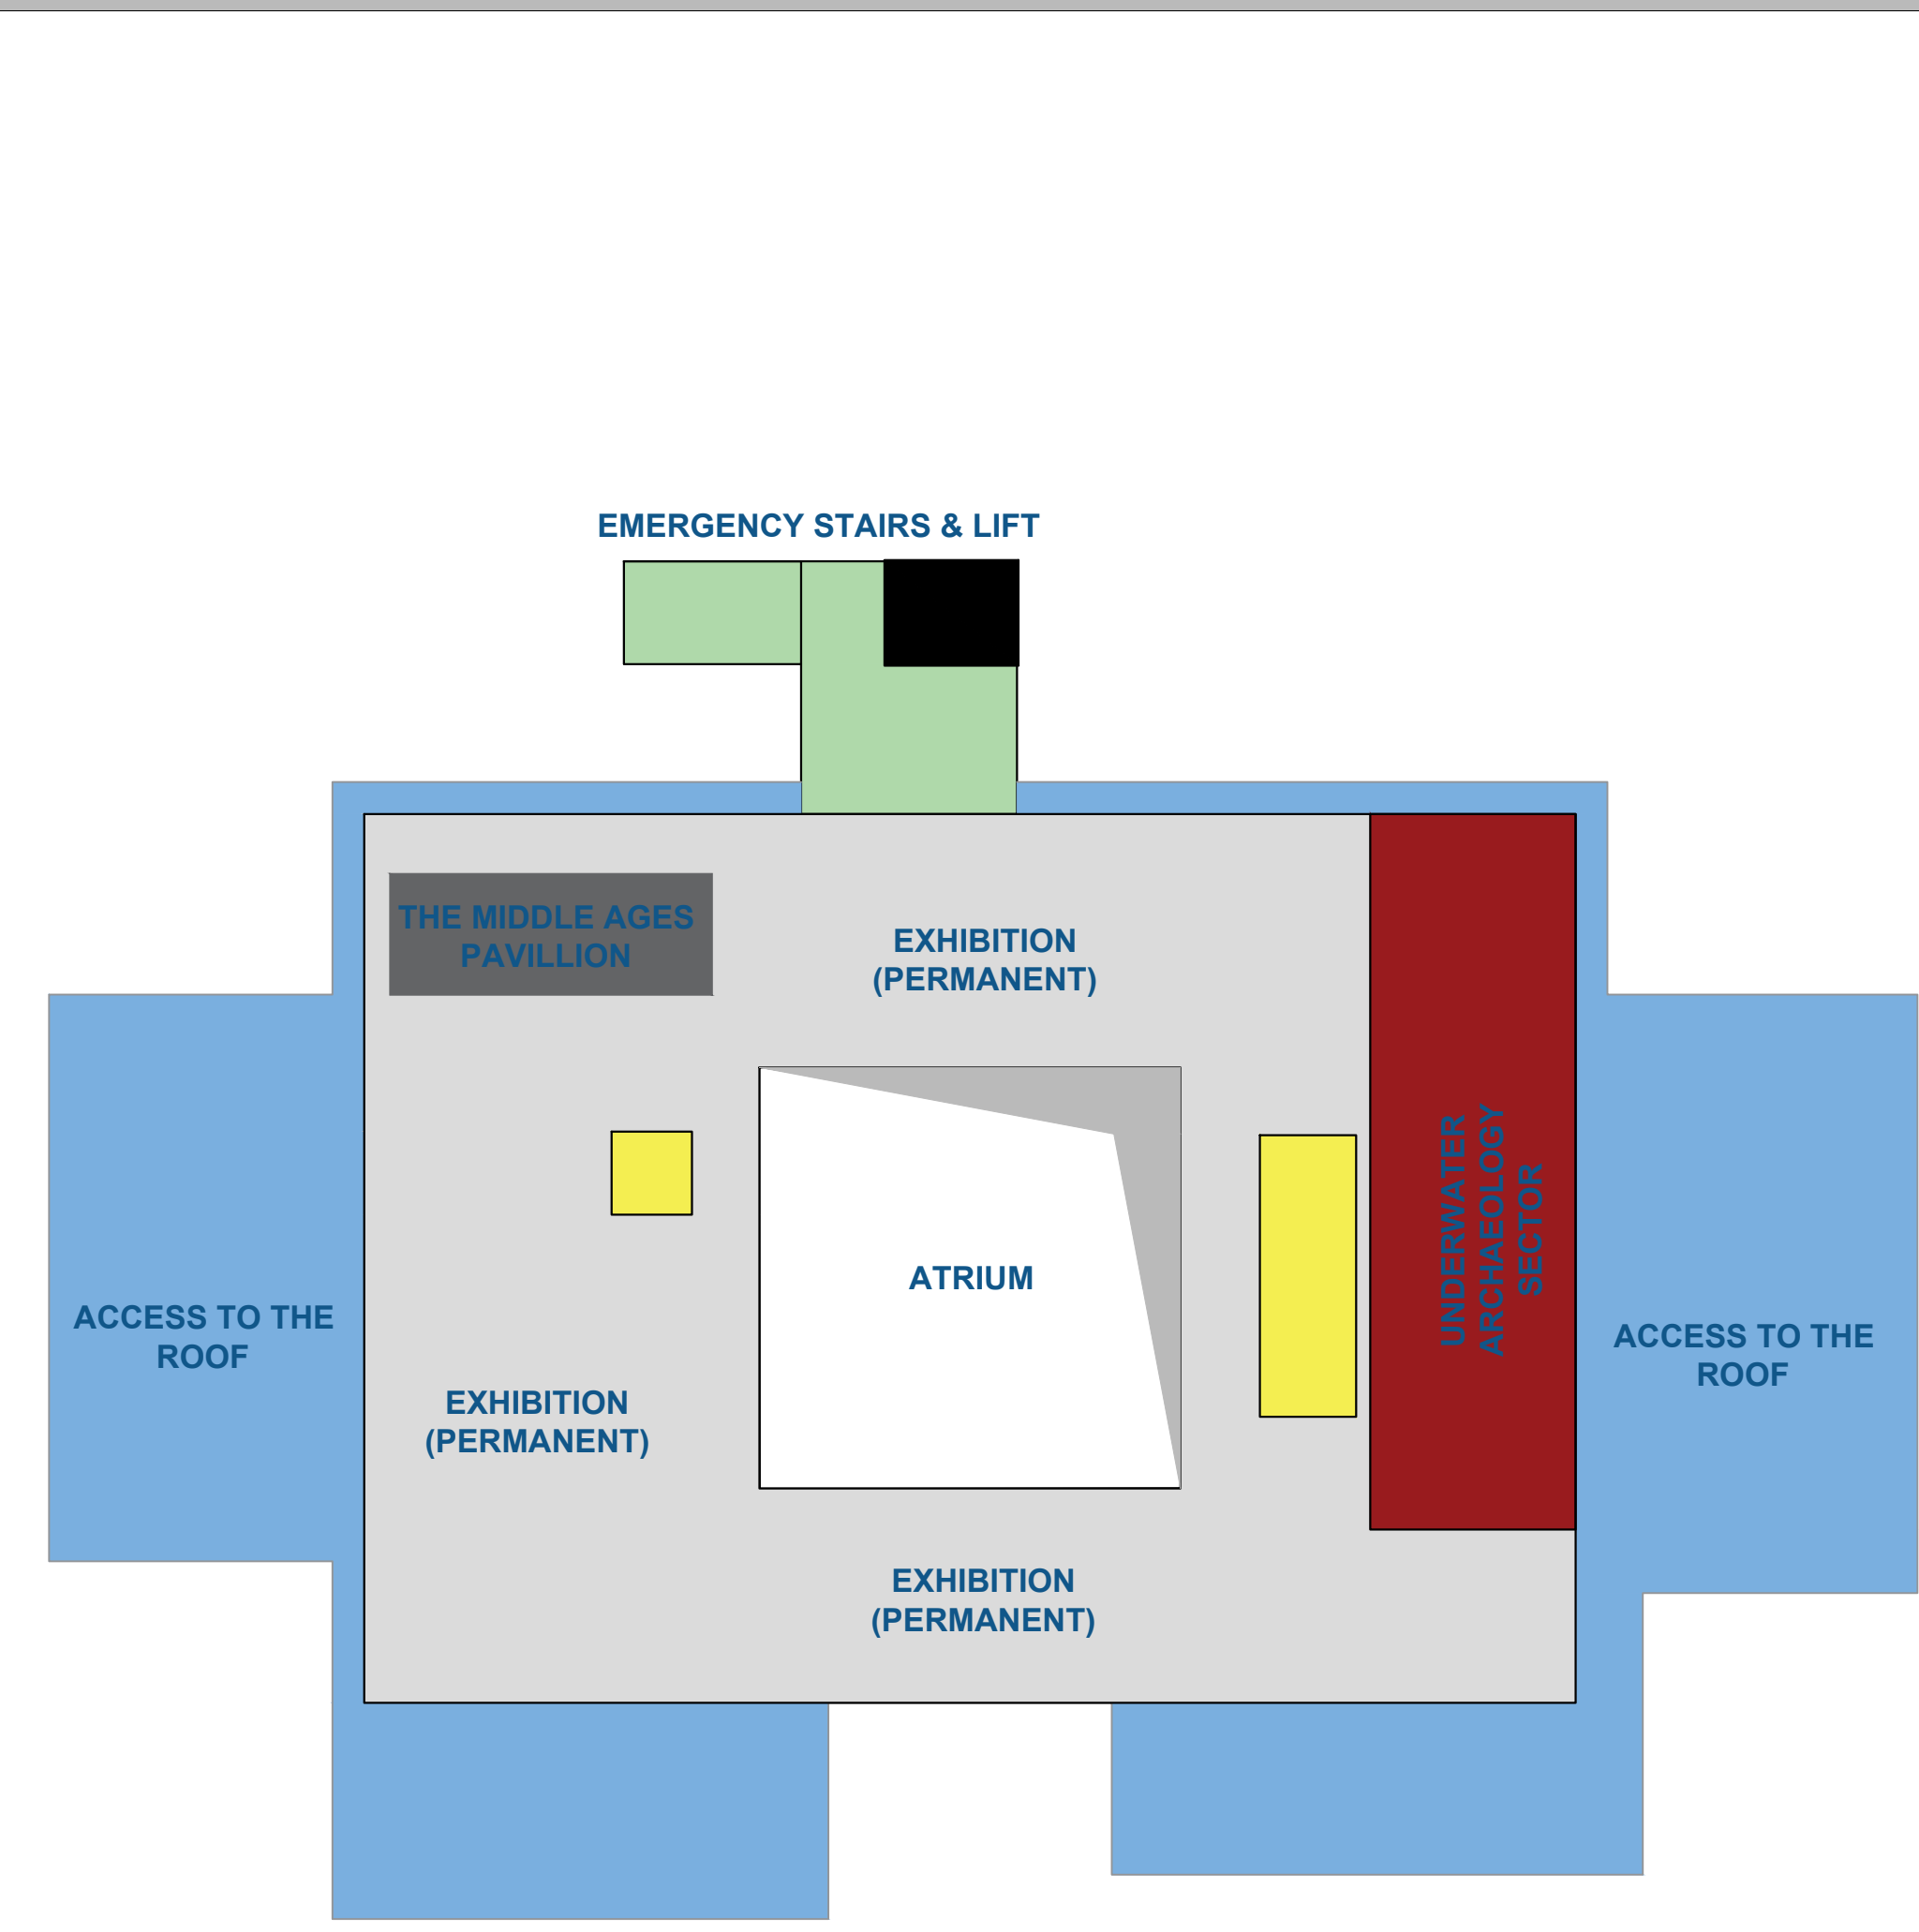 EMERGENCY STAIRS & LIFT
THE MIDDLE AGES
PAVILLION
EXHIBITION
(PERMANENT)
ATRIUM
UNDERWATER
ARCHAEOLOGY
SECTOR
ACCESS TO THE
ROOF
ACCESS TO THE
ROOF
EXHIBITION
(PERMANENT)
EXHIBITION
(PERMANENT)